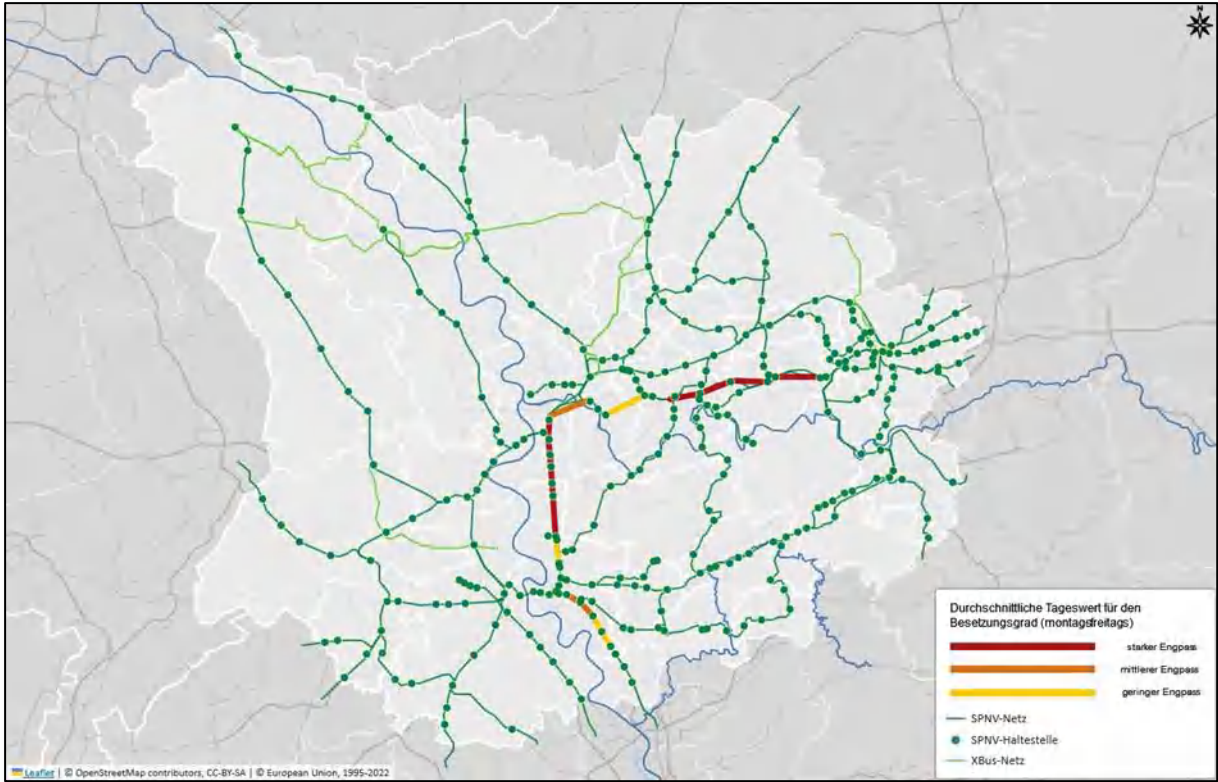 N
Durchschnittliche Tageswert für den
Besetzungsgrad (montagsfreitags)
starker Engpass
mittlerer Engpass
geringer Engpass
SPNV-Netz
SPNV-Haltestelle
XBus-Netz
Leaflet | © OpenStreetMap contributors, CC-BY-SA | © European Union, 1995-2022